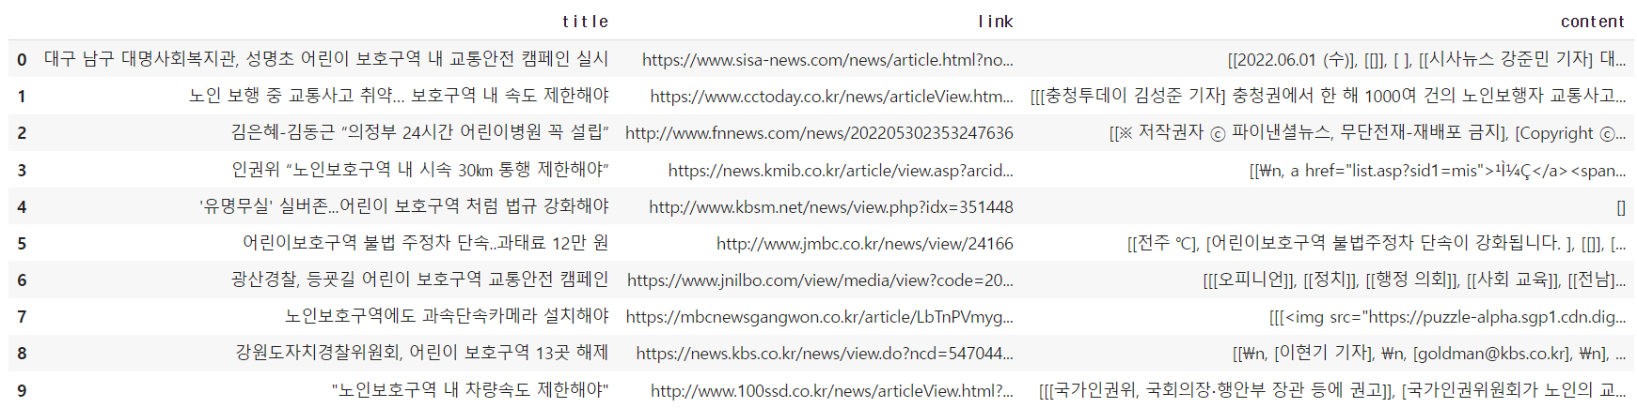 title link content
0 대구 남구 대명사회복지관, 성명초 어린이 보호구역 내 교통안전 캠페인 실시 https://www.sisa-news.com/news/article.html?no... [[2022.06.01 (수)], [[]], [ ], [[시사뉴스 강준민 기자] 대...
1 노인 보행 중 교통사고 취약... 보호구역 내 속도 제한해야 https://www.cctoday.co.kr/news/articleView.htm... [[[충청투데이 김성준 기자] 충청권에서 한 해 1000여 건의 노인보행자 교통사고...
2 김은혜-김동근 “의정부 24시간 어린이병원 꼭 설립” http://www.fnnews.com/news/202205302353247636 [[※ 저작권자 ⓒ 파이낸셜뉴스, 무단전재-재배포 금지], [Copyright ⓒ...
3 인권위 “노인보호구역 내 시속 30㎞ 통행 제한해야” https://news.kmib.co.kr/article/view.asp?arcid... [[₩n, a href="list.asp?sid1=mis">¹Ì¼Ç</a><span...
4 '유명무실' 실버존...어린이 보호구역 처럼 법규 강화해야 http://www.kbsm.net/news/view.php?idx=351448 []
5 어린이보호구역 불법 주정차 단속..과태료 12만 원 http://www.jmbc.co.kr/news/view/24166 [[전주 ℃], [어린이보호구역 불법주정차 단속이 강화됩니다. ], [[]], [...
6 광산경찰, 등굣길 어린이 보호구역 교통안전 캠페인 https://www.jnilbo.com/view/media/view?code=20... [[[오피니언]], [[정치]], [[행정 의회]], [[사회 교육]], [[전남]...
7 노인보호구역에도 과속단속카메라 설치해야 https://mbcnewsgangwon.co.kr/article/LbTnPVmyg... [[[<img src="https://puzzle-alpha.sgp1.cdn.dig...
8 강원도자치경찰위원회, 어린이 보호구역 13곳 해제 https://news.kbs.co.kr/news/view.do?ncd=547044... [[₩n, [이현기 기자], ₩n, [goldman@kbs.co.kr], ₩n], ...
9 "노인보호구역 내 차량속도 제한해야" http://www.100ssd.co.kr/news/articleView.html?... [[[국가인권위, 국회의장·행안부 장관 등에 권고]], [국가인권위원회가 노인의 교...